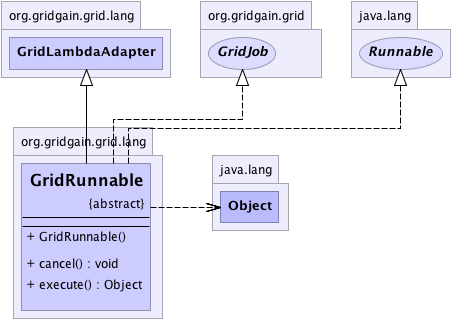 org.gridgain.grid.lang
GridLambdaAdapter
org.gridgain.grid
GridJob
java.lang
Runnable
org.gridgain.grid.lang
GridRunnable
{abstract}
+ GridRunnable()
+ cancel() : void
+ execute() : Object
java.lang
Object